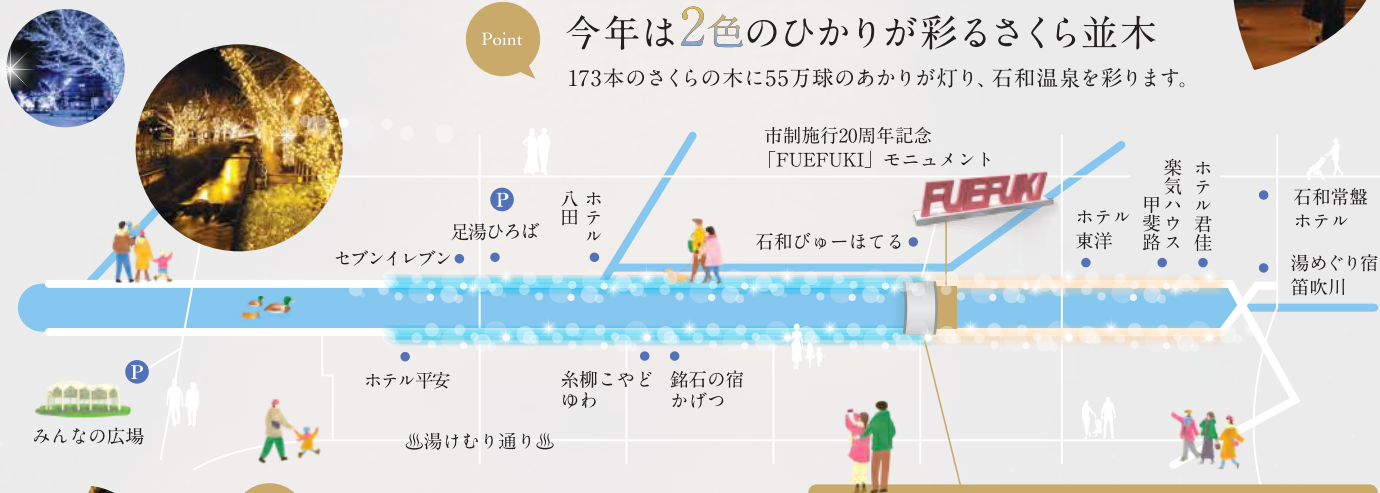 Point
今年は2色のひかりが彩るさくら並木
173本のさくらの木に55万球のあかりが灯り、石和温泉を彩ります。
市制施行20周年記念
「FUEFUKI」モニュメント
FUEFUKI
P
足湯ひろば
セブンイレブン
ホテル
八田
石和びゅーほてる
ホテル
東洋
楽気ハウス
甲斐路
ホテル君佳
石和常盤
ホテル
湯めぐり宿
笛吹川
P
みんなの広場
ホテル平安
糸柳こやど
ゆわ
銘石の宿
かげつ
♨湯けむり通り♨